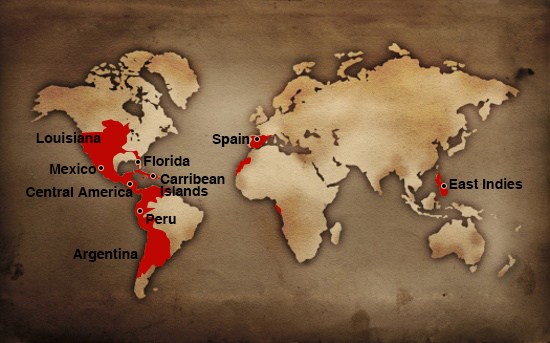 Louisiana
Spain
Florida
Mexico
Carribean
Islands
East Indies
Central America
Peru
Argentina